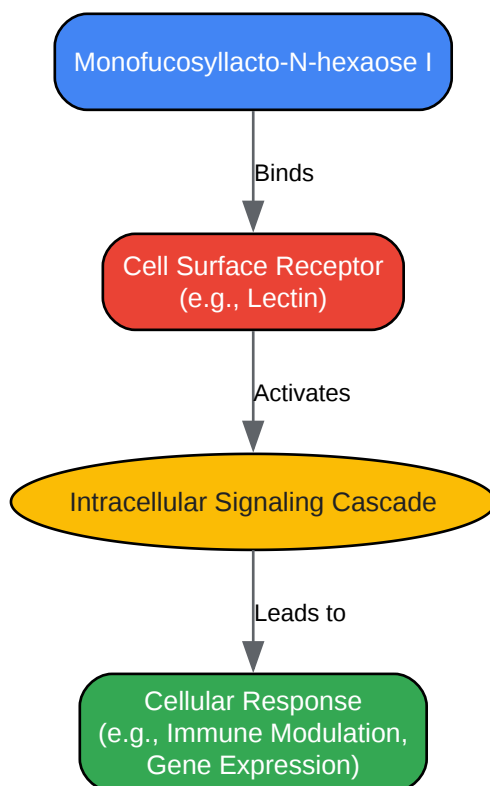 Monofucosyllacto-N-hexaose I
Binds
Cell Surface Receptor
(e.g., Lectin)
Activates
Intracellular Signaling Cascade
Leads to
Cellular Response
(e.g., Immune Modulation,
Gene Expression)